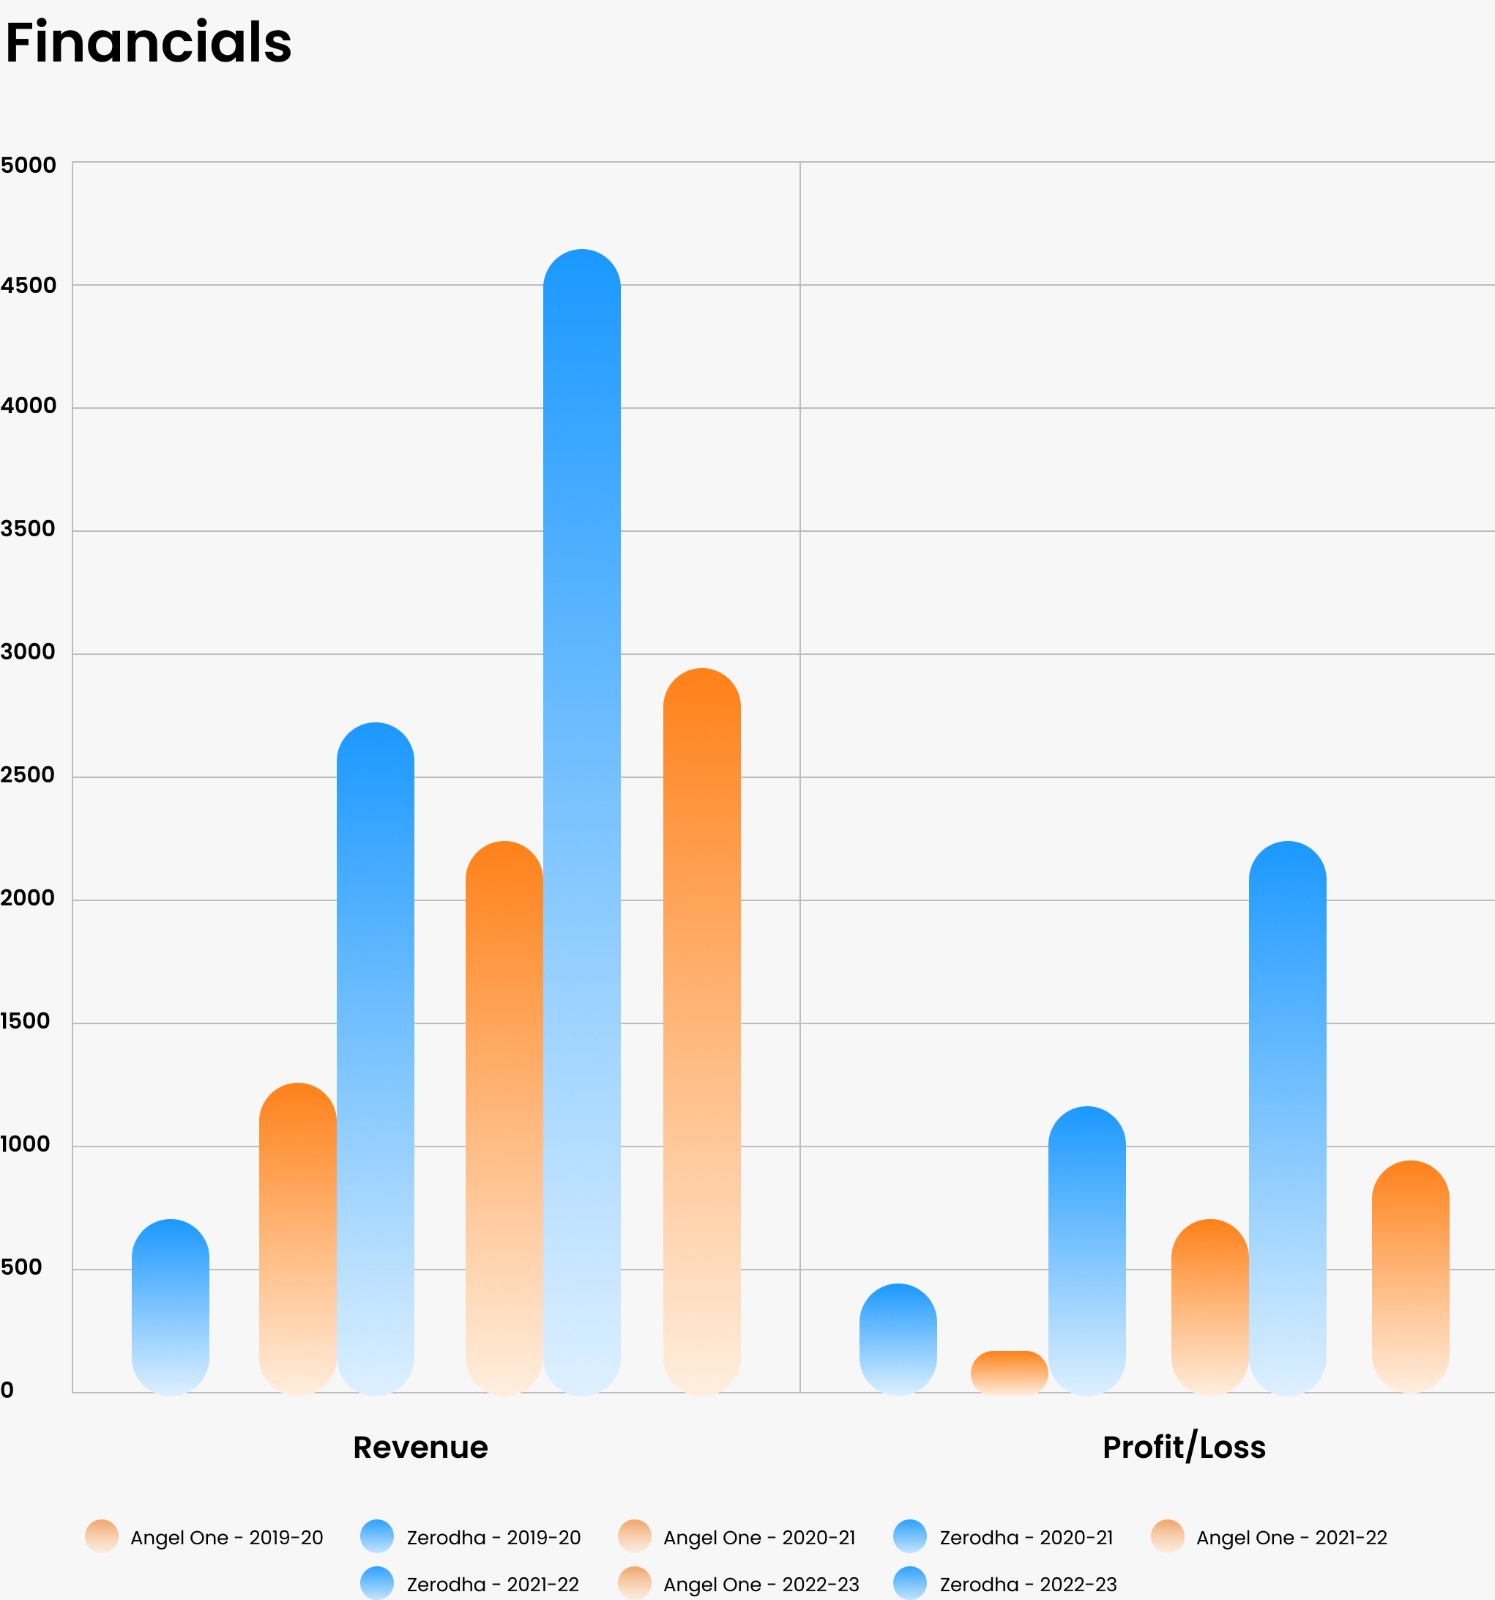 Financials
5000
4500
4000
3500
3000
2500
2000
1500
1000
500
0
Revenue
Profit/Loss
Angel One - 2019-20
Zerodha - 2019-20
Angel One - 2020-21
Zerodha - 2020-21
Angel One - 2021-22
Zerodha - 2021-22
Angel One - 2022-23
Zerodha - 2022-23